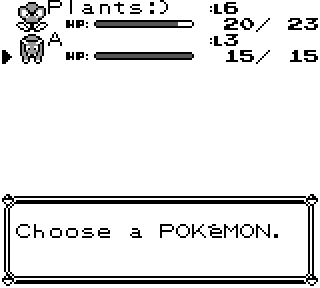 Plants:) :L6
HP: 20/ 23
A :L3
HP: 15/ 15
Choose a POKéMON.